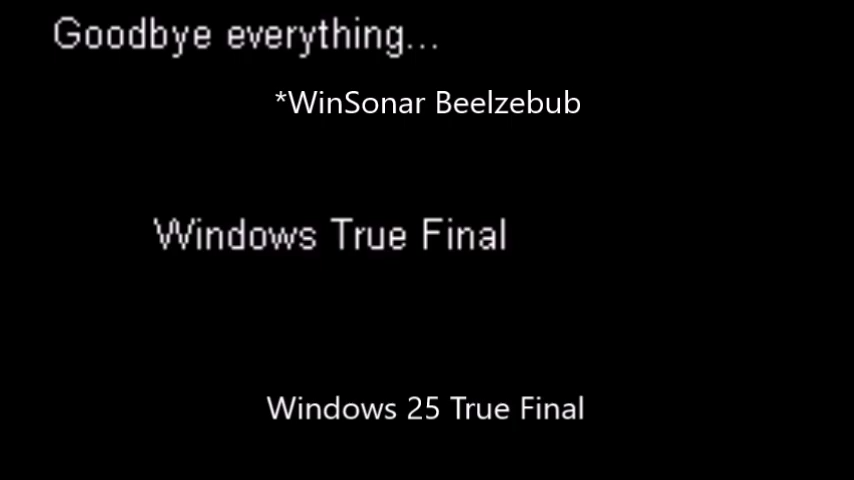 Goodbye everything...
*WinSonar Beelzebub
Windows True Final
Windows 25 True Final